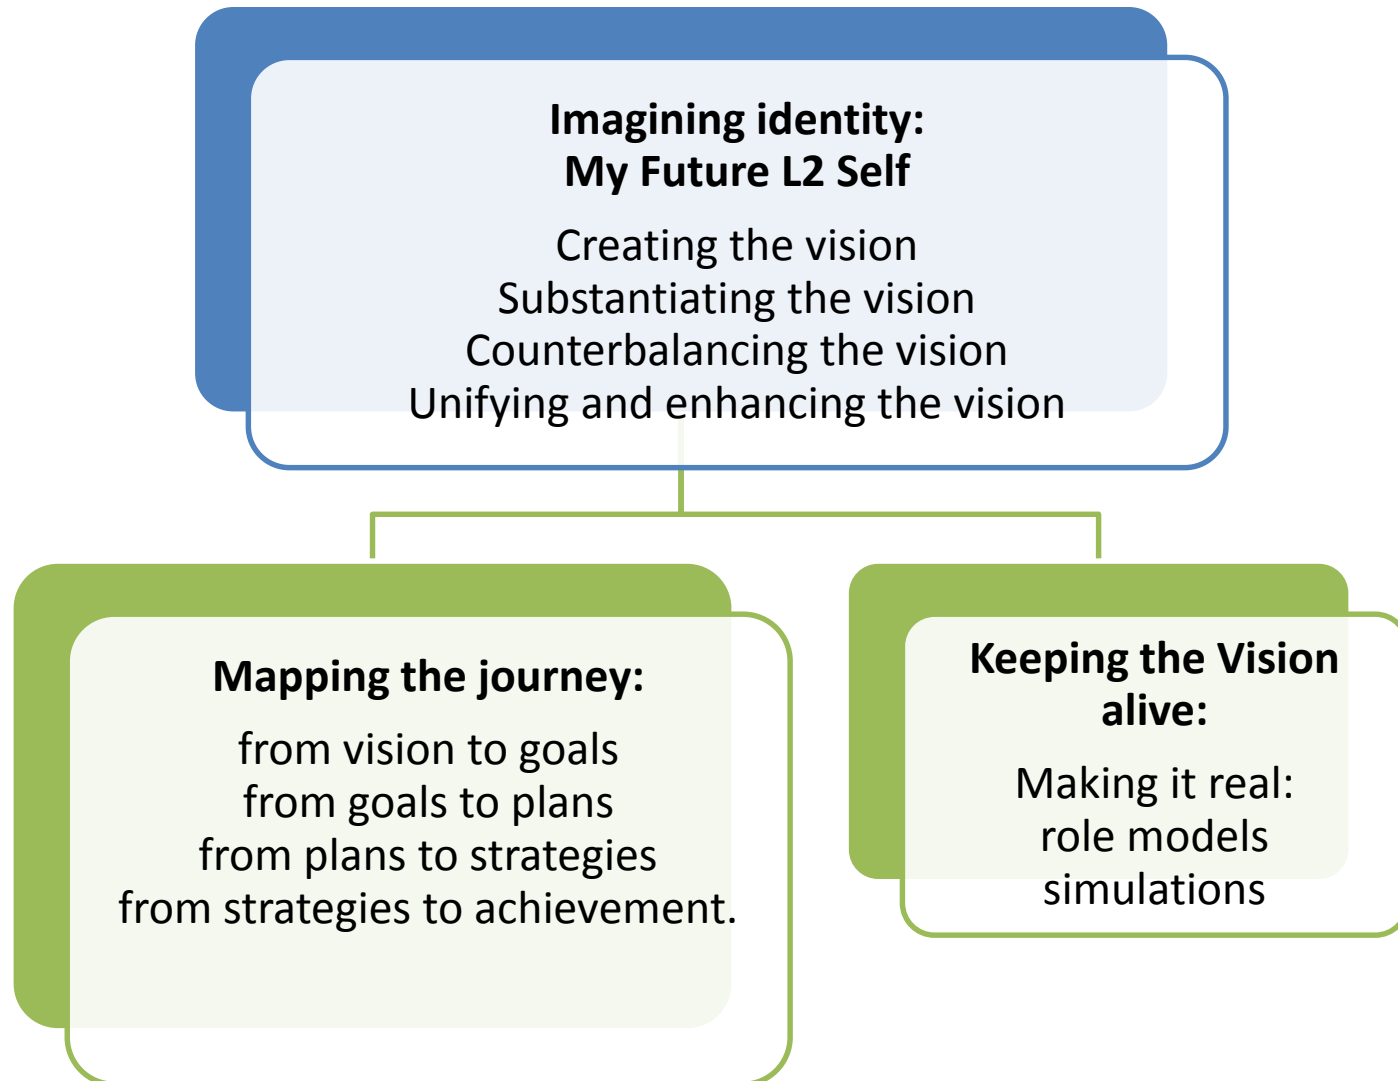 Imagining identity:
My Future L2 Self
Creating the vision
Substantiating the vision
Counterbalancing the vision
Unifying and enhancing the vision
Mapping the journey:
from vision to goals
from goals to plans
from plans to strategies
from strategies to achievement.
Keeping the Vision
alive:
Making it real:
role models
simulations